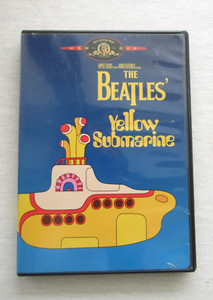 THE
BEATLES'
Yellow
Submarine